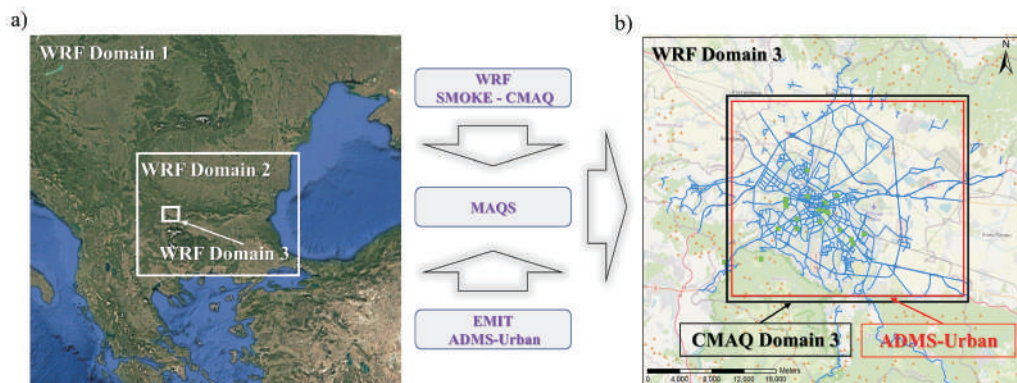 a)
WRF Domain 1
WRF Domain 2
WRF Domain 3
WRF
SMOKE - CMAQ
MAQS
EMIT
ADMS-Urban
b)
WRF Domain 3
N
CMAQ Domain 3
ADMS-Urban
Meters
0 4,000 8,000 12,000 16,000